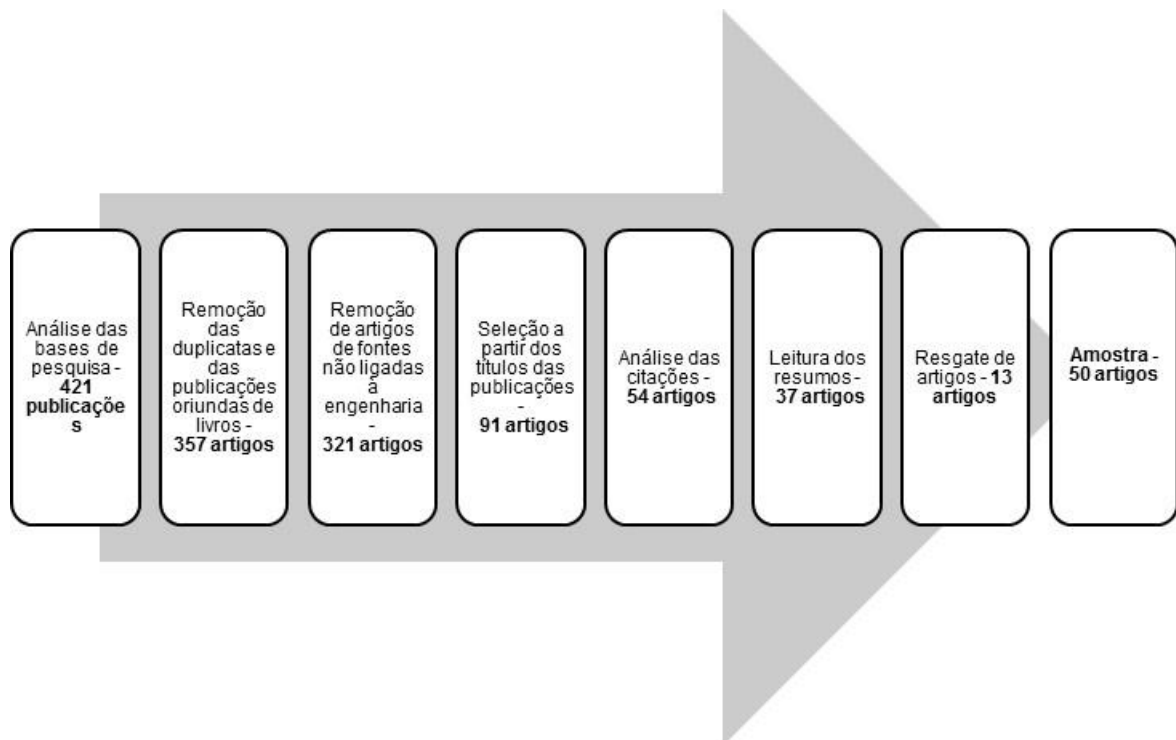 Análise das
bases de
pesquisa -
421
publicaçõe
s
Remoção
das
duplicatas e
das
publicações
oriundas de
livros -
357 artigos
Remoção
de artigos
de fontes
não ligadas
á
engenharia
-
321 artigos
Seleção a
partir dos
títulos das
publicações
-
91 artigos
Análise das
citações -
54 artigos
Leitura dos
resumos -
37 artigos
Resgate de
artigos - 13
artigos
Amostra -
50 artigos